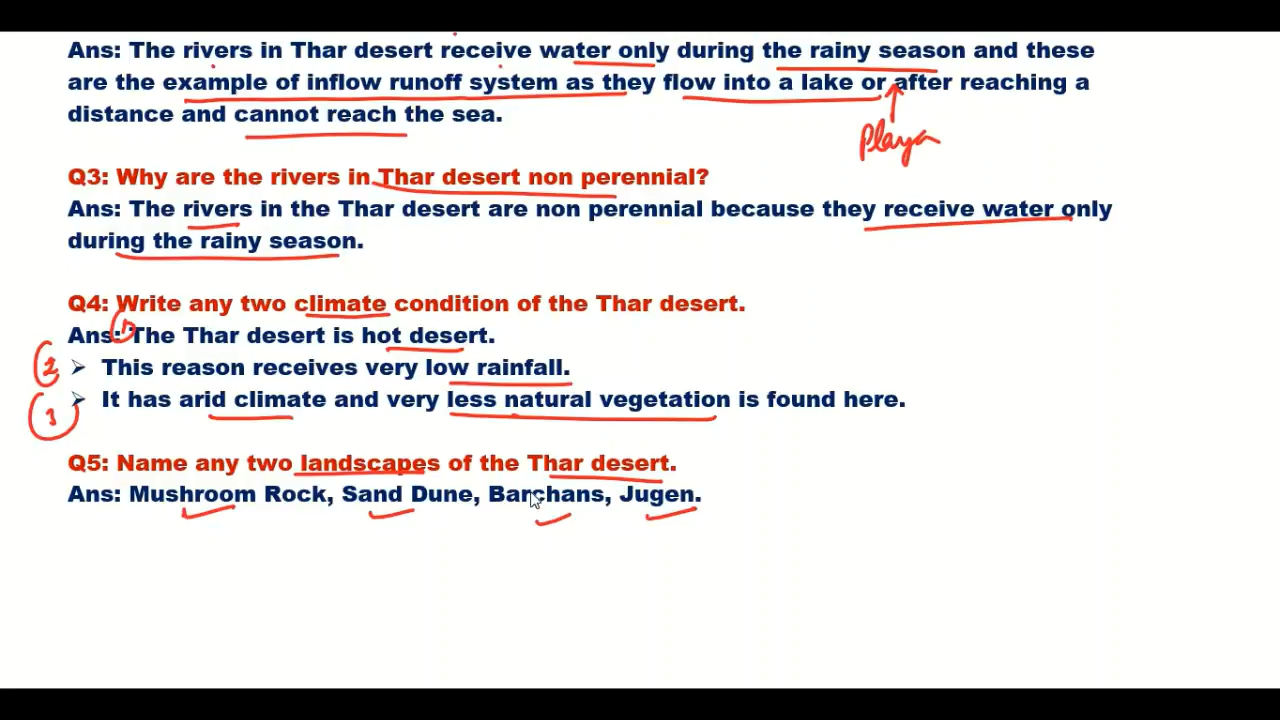 Ans: The rivers in Thar desert receive water only during the rainy season and these
are the example of inflow runoff system as they flow into a lake or after reaching a
distance and cannot reach the sea.
Playa
Q3: Why are the rivers in Thar desert non perennial?
Ans: The rivers in the Thar desert are non perennial because they receive water only
during the rainy season.
Q4: Write any two climate condition of the Thar desert.
Ans: 1) The Thar desert is hot desert.
2 ➢ This reason receives very low rainfall.
3 ➢ It has arid climate and very less natural vegetation is found here.
Q5: Name any two landscapes of the Thar desert.
Ans: Mushroom Rock, Sand Dune, Barchans, Jugen.